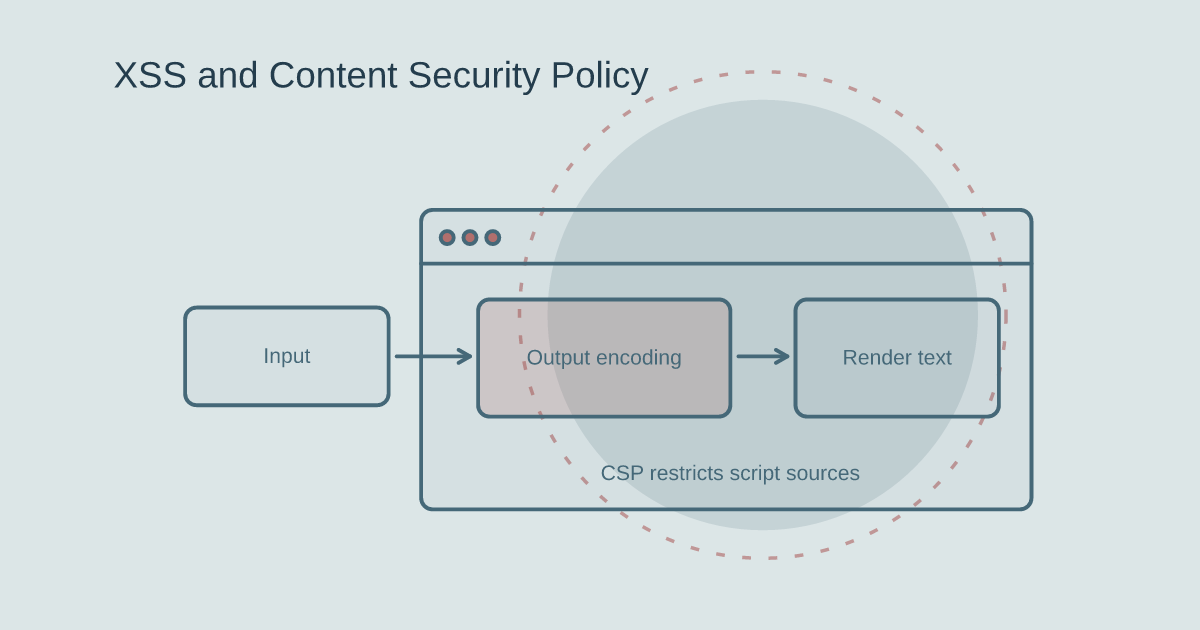 XSS and Content Security Policy
Input
Output encoding
Render text
CSP restricts script sources